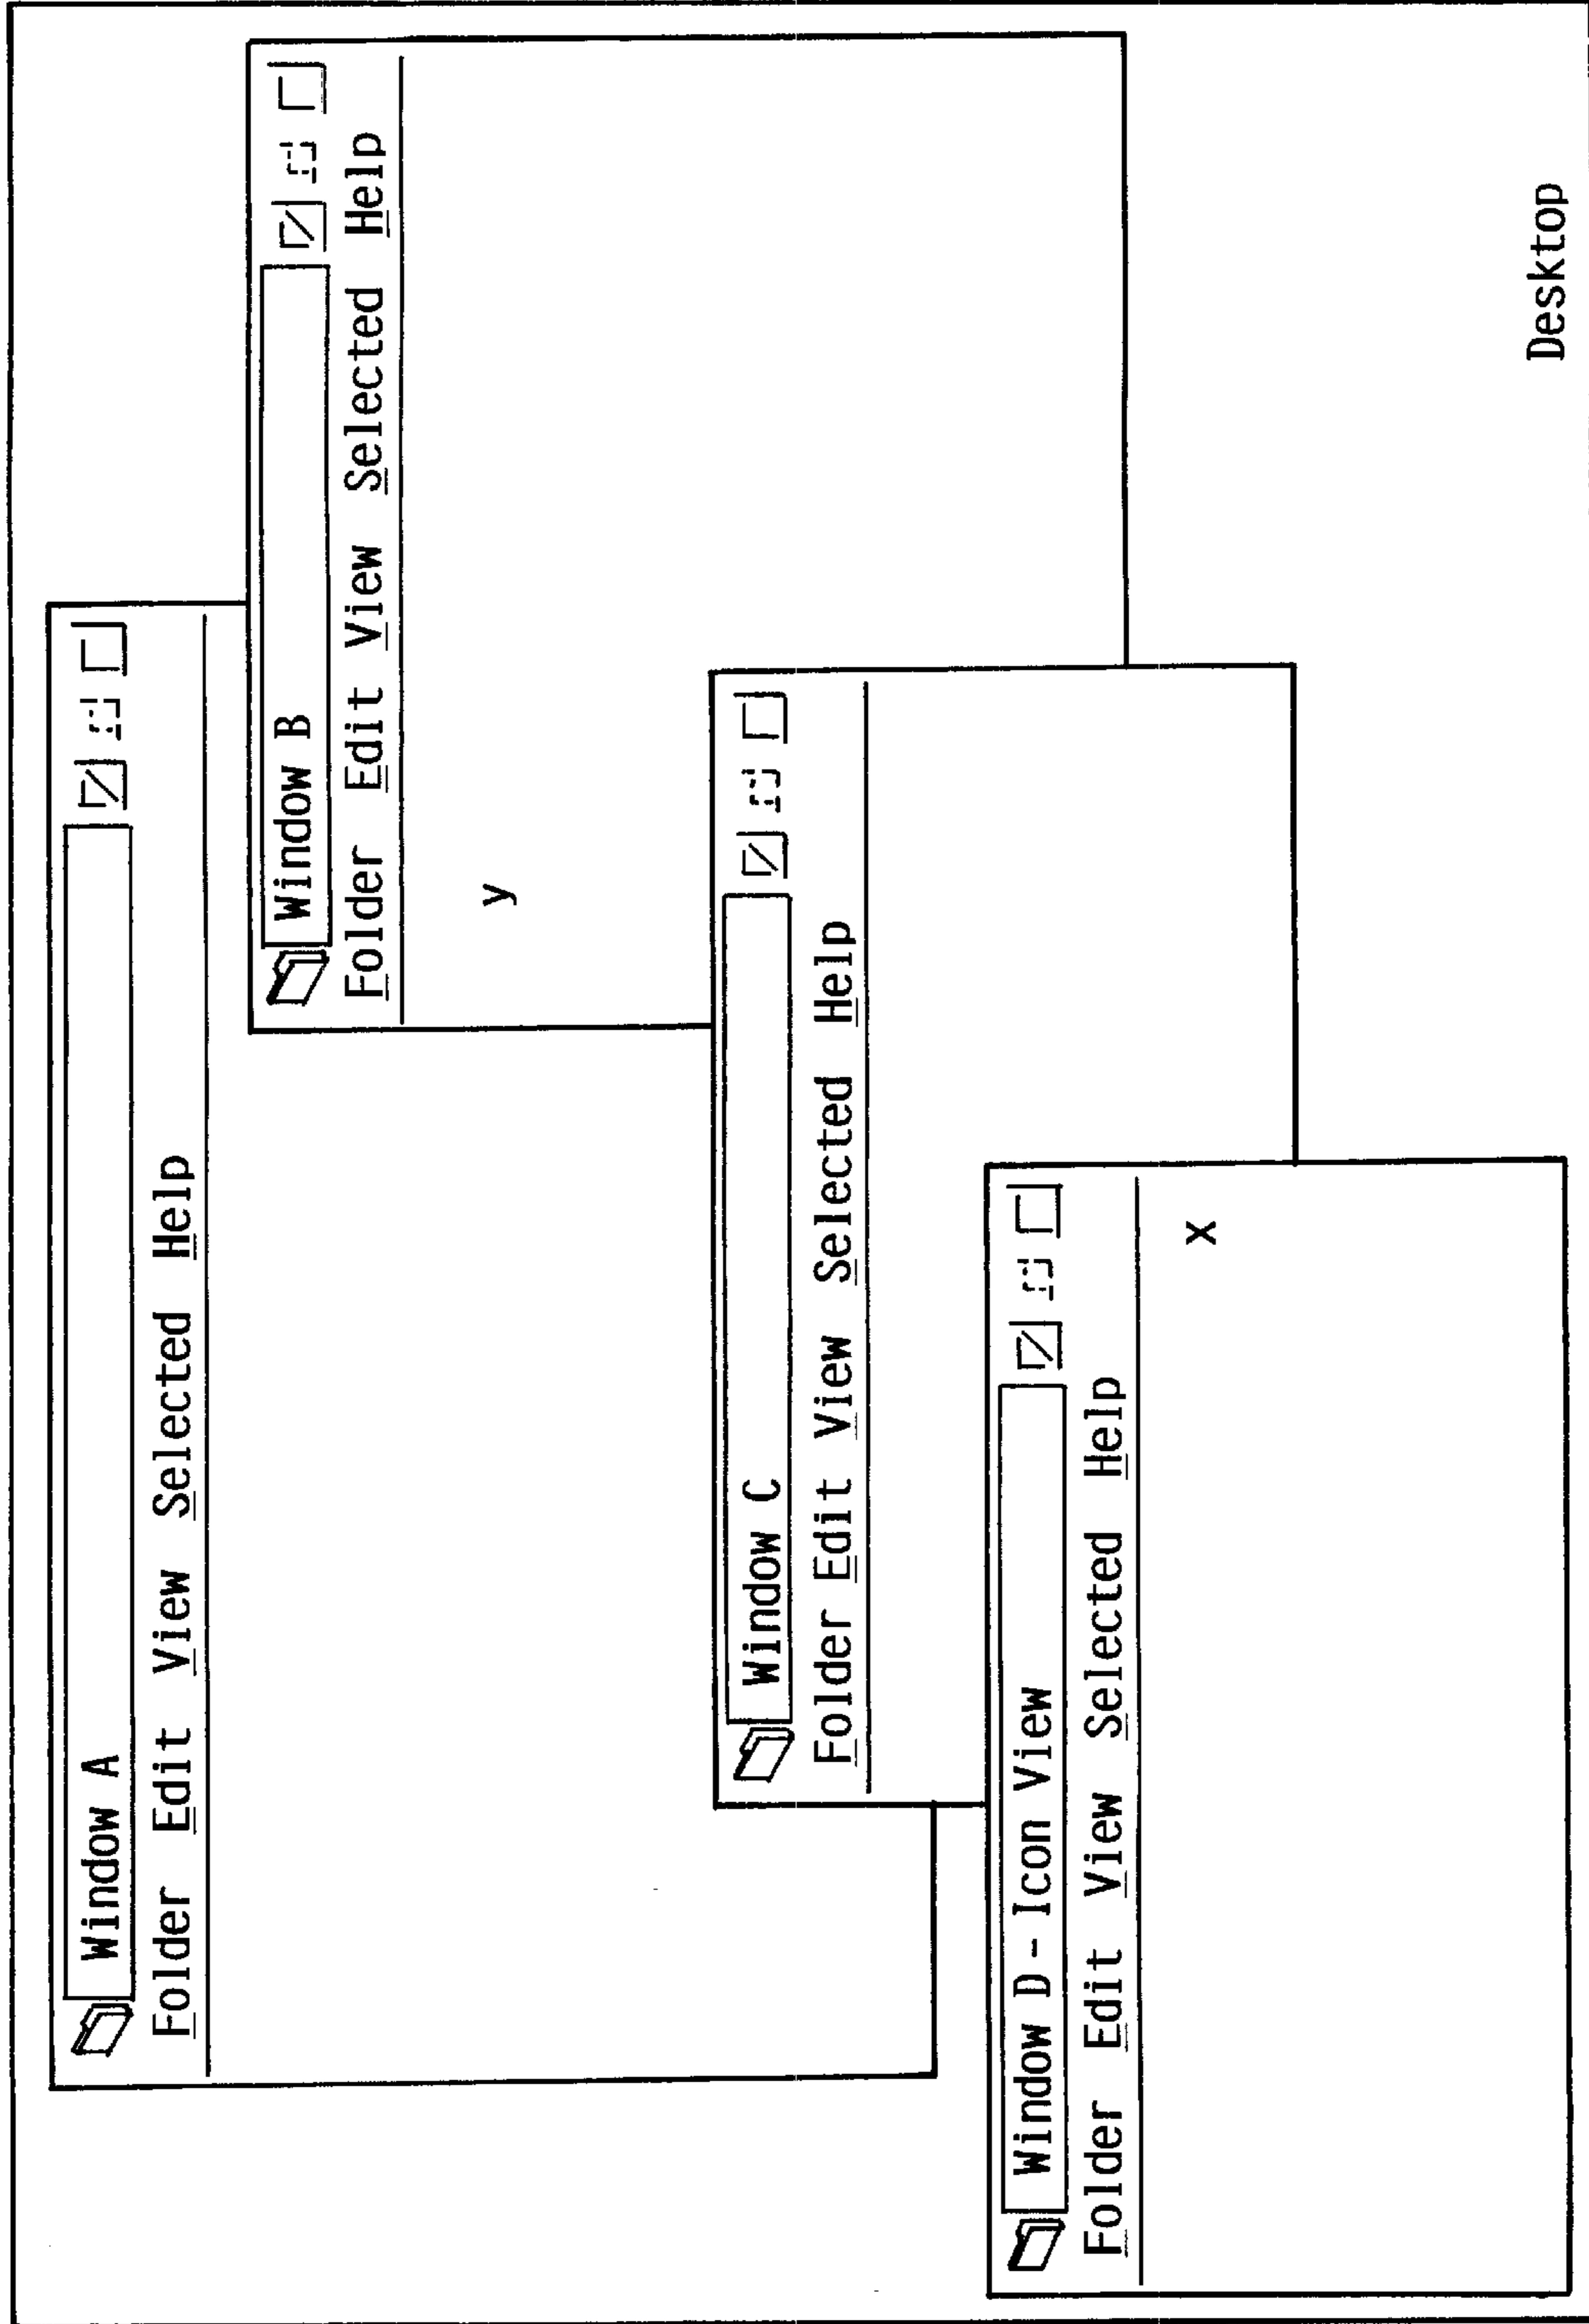 Window A
Folder Edit View Selected Help
Window B
Folder Edit View Selected Help
y
Window C
Folder Edit View Selected Help
Window D - Icon View
Folder Edit View Selected Help
x
Desktop